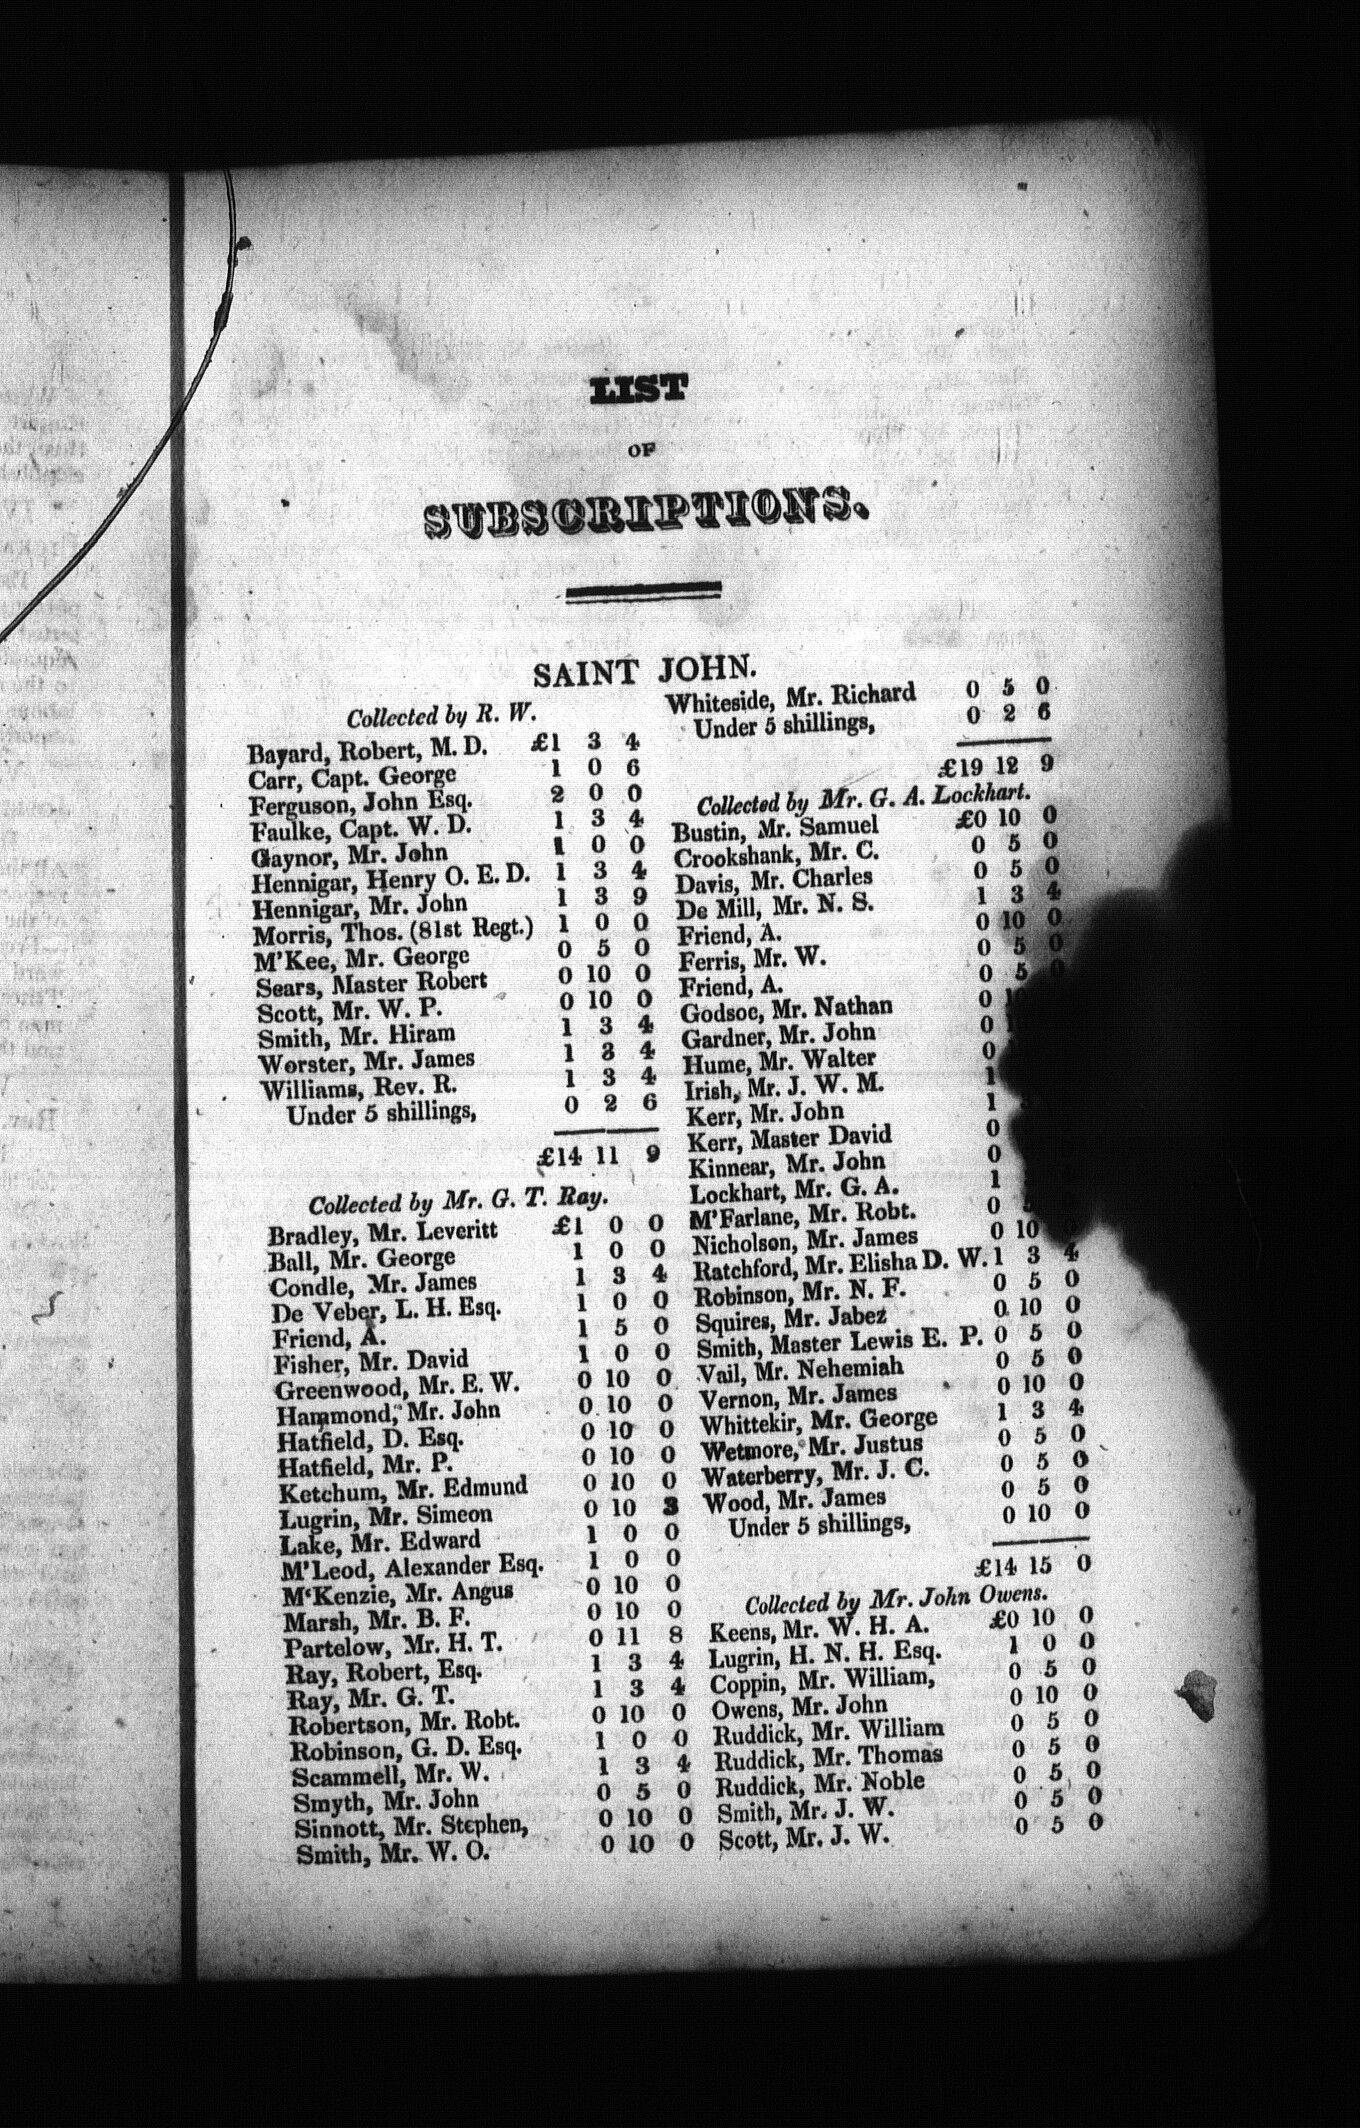 LIST
OF
SUBSCRIPTIONS.
SAINT JOHN.
Collected by R. W.
Bayard, Robert, M. D. £1 3 4
Carr, Capt. George 1 0 6
Ferguson, John Esq. 2 0 0
Faulke, Capt. W. D. 1 3 4
Gaynor, Mr. John 1 0 0
Hennigar, Henry O. E. D. 1 3 4
Hennigar, Mr. John 1 3 9
Morris, Thos. (81st Regt.) 1 0 0
M'Kee, Mr. George 0 5 0
Sears, Master Robert 0 10 0
Scott, Mr. W. P. 0 10 0
Smith, Mr. Hiram 1 3 4
Worster, Mr. James 1 3 4
Williams, Rev. R. 1 3 4
Under 5 shillings, 0 2 6
£14 11 9
Collected by Mr. G. T. Ray.
Bradley, Mr. Leveritt £1 0 0
Ball, Mr. George 1 0 0
Condle, Mr. James 1 3 4
De Veber, L. H. Esq. 1 0 0
Friend, A. 1 5 0
Fisher, Mr. David 1 0 0
Greenwood, Mr. E. W. 0 10 0
Hammond, Mr. John 0 10 0
Hatfield, D. Esq. 0 10 0
Hatfield, Mr. P. 0 10 0
Ketchum, Mr. Edmund 0 10 0
Lugrin, Mr. Simeon 0 10 3
Lake, Mr. Edward 1 0 0
M'Leod, Alexander Esq. 1 0 0
M'Kenzie, Mr. Angus 0 10 0
Marsh, Mr. B. F. 0 10 0
Partelow, Mr. H. T. 0 11 8
Ray, Robert, Esq. 1 3 4
Ray, Mr. G. T. 1 3 4
Robertson, Mr. Robt. 0 10 0
Robinson, G. D. Esq. 1 0 0
Scammell, Mr. W. 1 3 4
Smyth, Mr. John 0 5 0
Sinnott, Mr. Stephen, 0 10 0
Smith, Mr. W. O. 0 10 0
Whiteside, Mr. Richard 0 5 0
Under 5 shillings, 0 2 6
£19 12 9
Collected by Mr. G. A. Lockhart.
Bustin, Mr. Samuel £0 10 0
Crookshank, Mr. C. 0 5 0
Davis, Mr. Charles 0 5 0
De Mill, Mr. N. S. 1 3 4
Friend, A. 0 10 0
Ferris, Mr. W. 0 5 0
Friend, A. 0 5 0
Godsoe, Mr. Nathan 0
Gardner, Mr. John 0
Hume, Mr. Walter 0
Irish, Mr. J. W. M. 1
Kerr, Mr. John 1
Kerr, Master David 0
Kinnear, Mr. John 0
Lockhart, Mr. G. A. 1
M'Farlane, Mr. Robt. 0
Nicholson, Mr. James 0 10 0
Ratchford, Mr. Elisha D. W. 1 3 4
Robinson, Mr. N. F. 0 5 0
Squires, Mr. Jabez 0 10 0
Smith, Master Lewis E. P. 0 5 0
Vail, Mr. Nehemiah 0 5 0
Vernon, Mr. James 0 10 0
Whittekir, Mr. George 1 3 4
Wetmore, Mr. Justus 0 5 0
Waterberry, Mr. J. C. 0 5 0
Wood, Mr. James 0 5 0
Under 5 shillings, 0 10 0
£14 15 0
Collected by Mr. John Owens.
Keens, Mr. W. H. A. £0 10 0
Lugrin, H. N. H. Esq. 1 0 0
Coppin, Mr. William, 0 5 0
Owens, Mr. John 0 10 0
Ruddick, Mr. William 0 5 0
Ruddick, Mr. Thomas 0 5 0
Ruddick, Mr. Noble 0 5 0
Smith, Mr. J. W. 0 5 0
Scott, Mr. J. W. 0 5 0